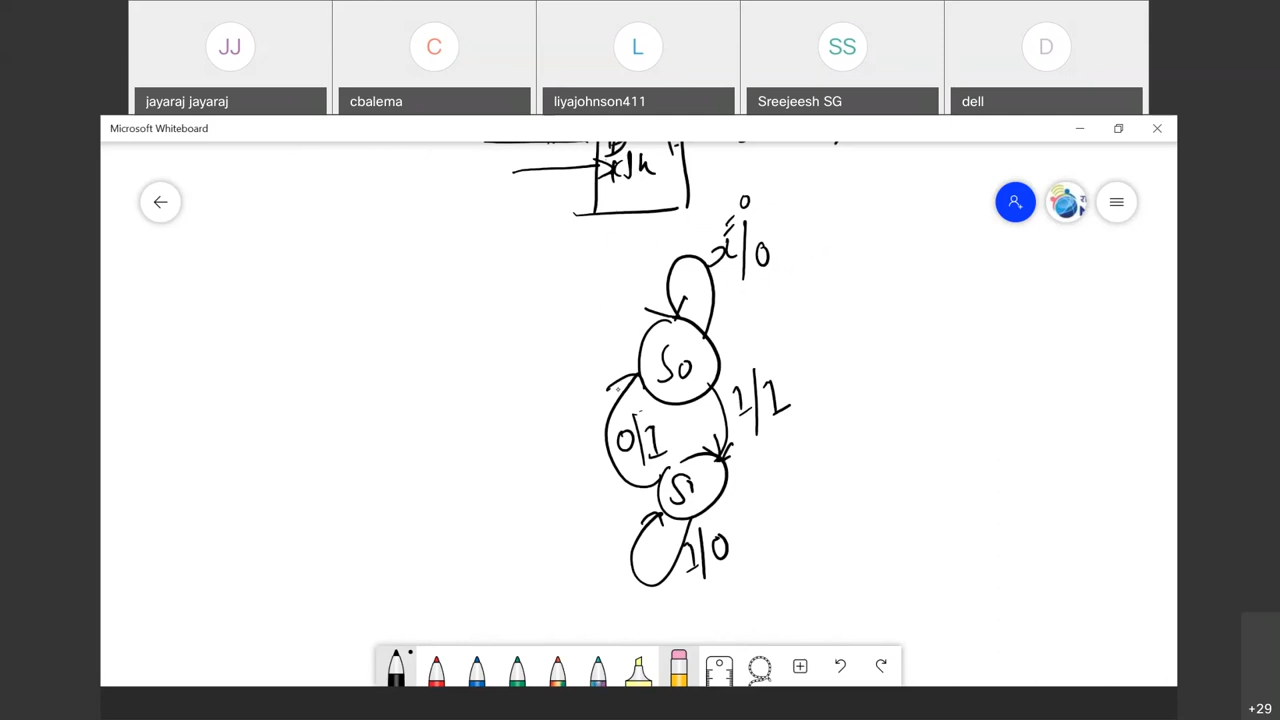 JJ C L SS D
jayaraj jayaraj cbalema liyajohnson411 Sreejeesh SG dell
Microsoft Whiteboard
0
x|0
S0
1|1
0|1
S1
1|0
+29